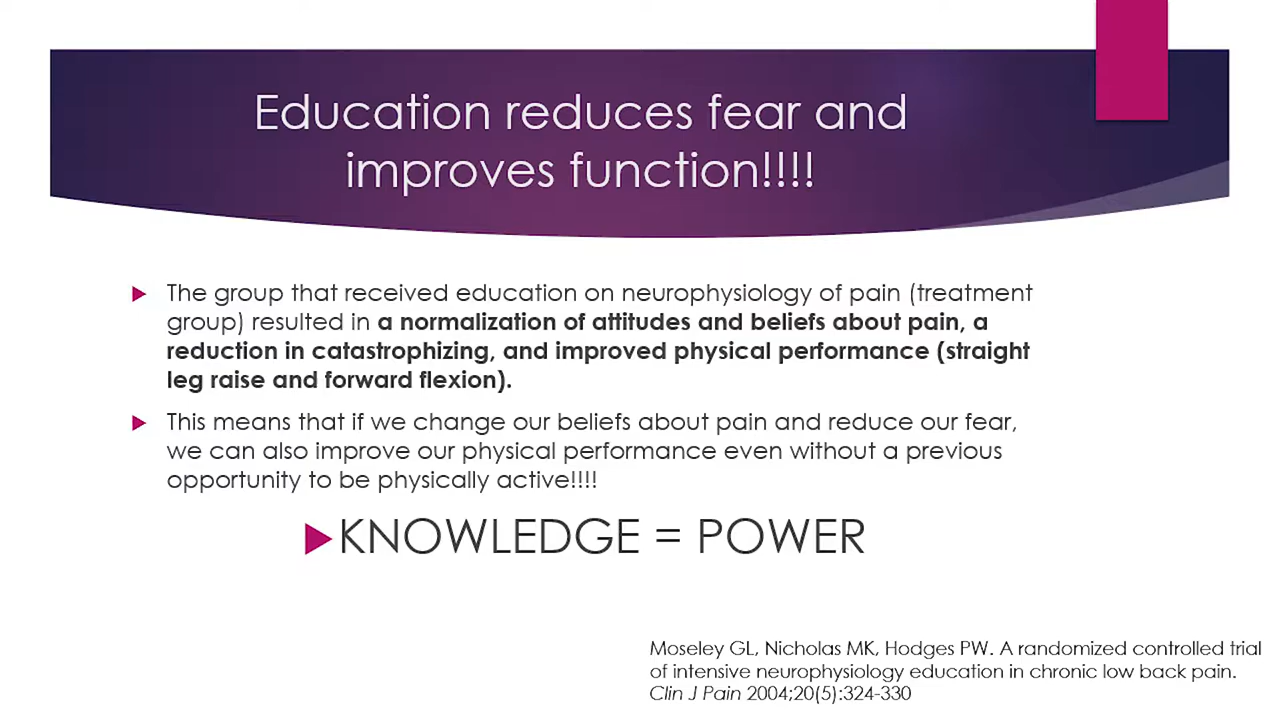 Education reduces fear and
improves function!!!!
The group that received education on neurophysiology of pain (treatment
group) resulted in a normalization of attitudes and beliefs about pain, a
reduction in catastrophizing, and improved physical performance (straight
leg raise and forward flexion).
This means that if we change our beliefs about pain and reduce our fear,
we can also improve our physical performance even without a previous
opportunity to be physically active!!!!
KNOWLEDGE = POWER
Moseley GL, Nicholas MK, Hodges PW. A randomized controlled trial
of intensive neurophysiology education in chronic low back pain.
Clin J Pain 2004;20(5):324-330